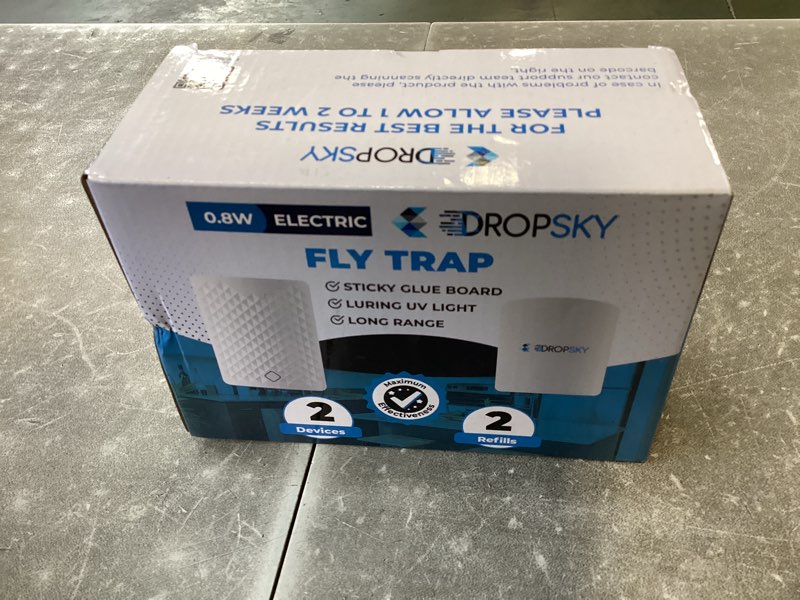 DROPSKY
FOR THE BEST RESULTS
PLEASE ALLOW 1 TO 2 WEEKS
In case of problems with the product, please
contact our support team directly scanning the
barcode on the right.
0.8W ELECTRIC DROPSKY
FLY TRAP
STICKY GLUE BOARD
LURING UV LIGHT
LONG RANGE
DROPSKY
Maximum
Effectiveness
2
Devices
2
Refills